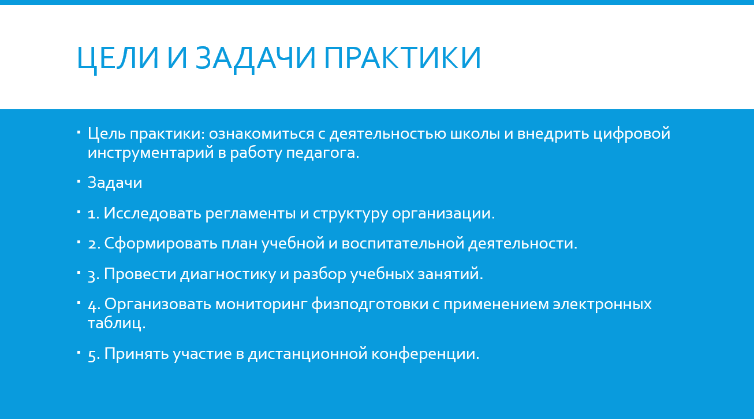 ЦЕЛИ И ЗАДАЧИ ПРАКТИКИ
▪ Цель практики: ознакомиться с деятельностью школы и внедрить цифровой
инструментарий в работу педагога.
▪ Задачи
▪ 1. Исследовать регламенты и структуру организации.
▪ 2. Сформировать план учебной и воспитательной деятельности.
▪ 3. Провести диагностику и разбор учебных занятий.
▪ 4. Организовать мониторинг физподготовки с применением электронных
таблиц.
▪ 5. Принять участие в дистанционной конференции.